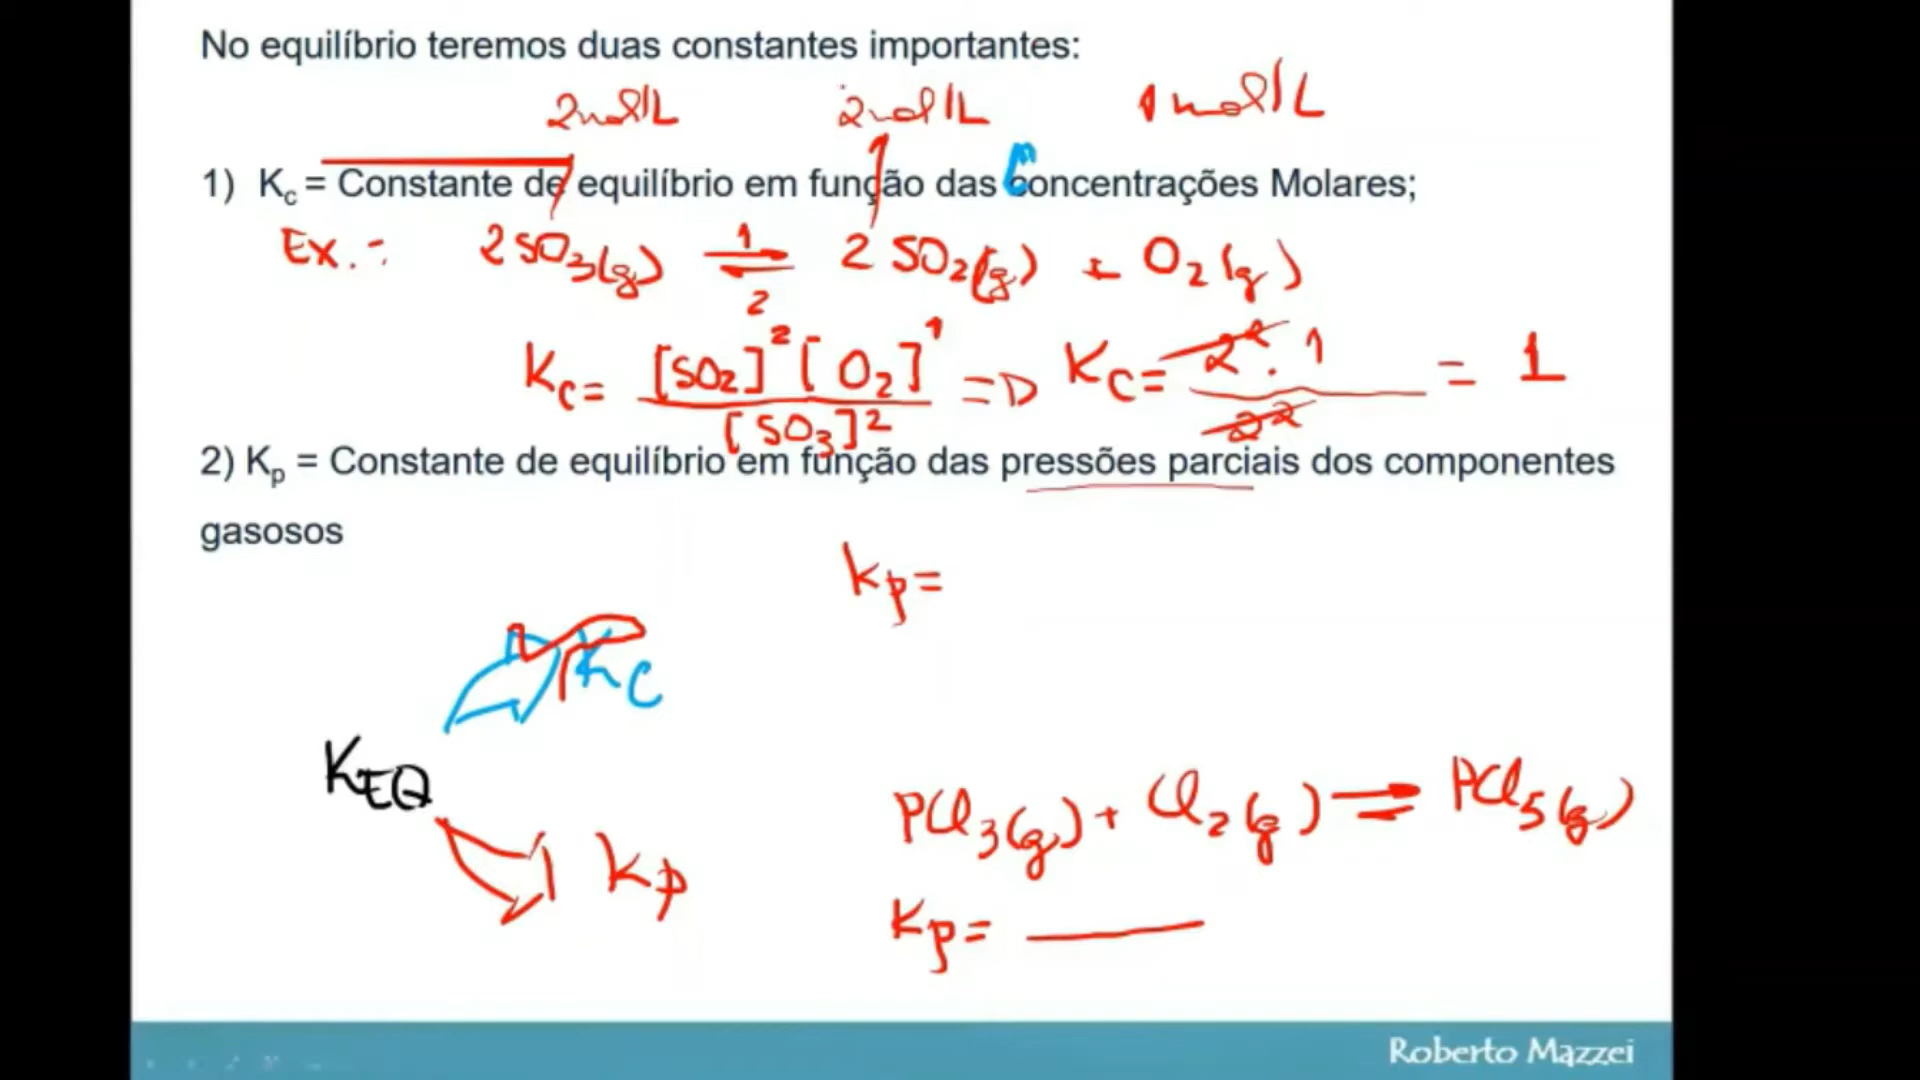 No equilíbrio teremos duas constantes importantes:
2mol/L 2mol/L 1mol/L
1) Kc = Constante de equilíbrio em função das Concentrações Molares;
Ex.: 2SO3(g) 1⇌2 2SO2(g) + O2(g)
Kc = [SO2]²[O2]¹/[SO3]² => Kc = 2².1/2² = 1
2) Kp = Constante de equilíbrio em função das pressões parciais dos componentes
gasosos
Kp=
Kc
KEQ
PCl3(g) + Cl2(g) ⇌ PCl5(g)
Kp
Kp=
Roberto Mazzei